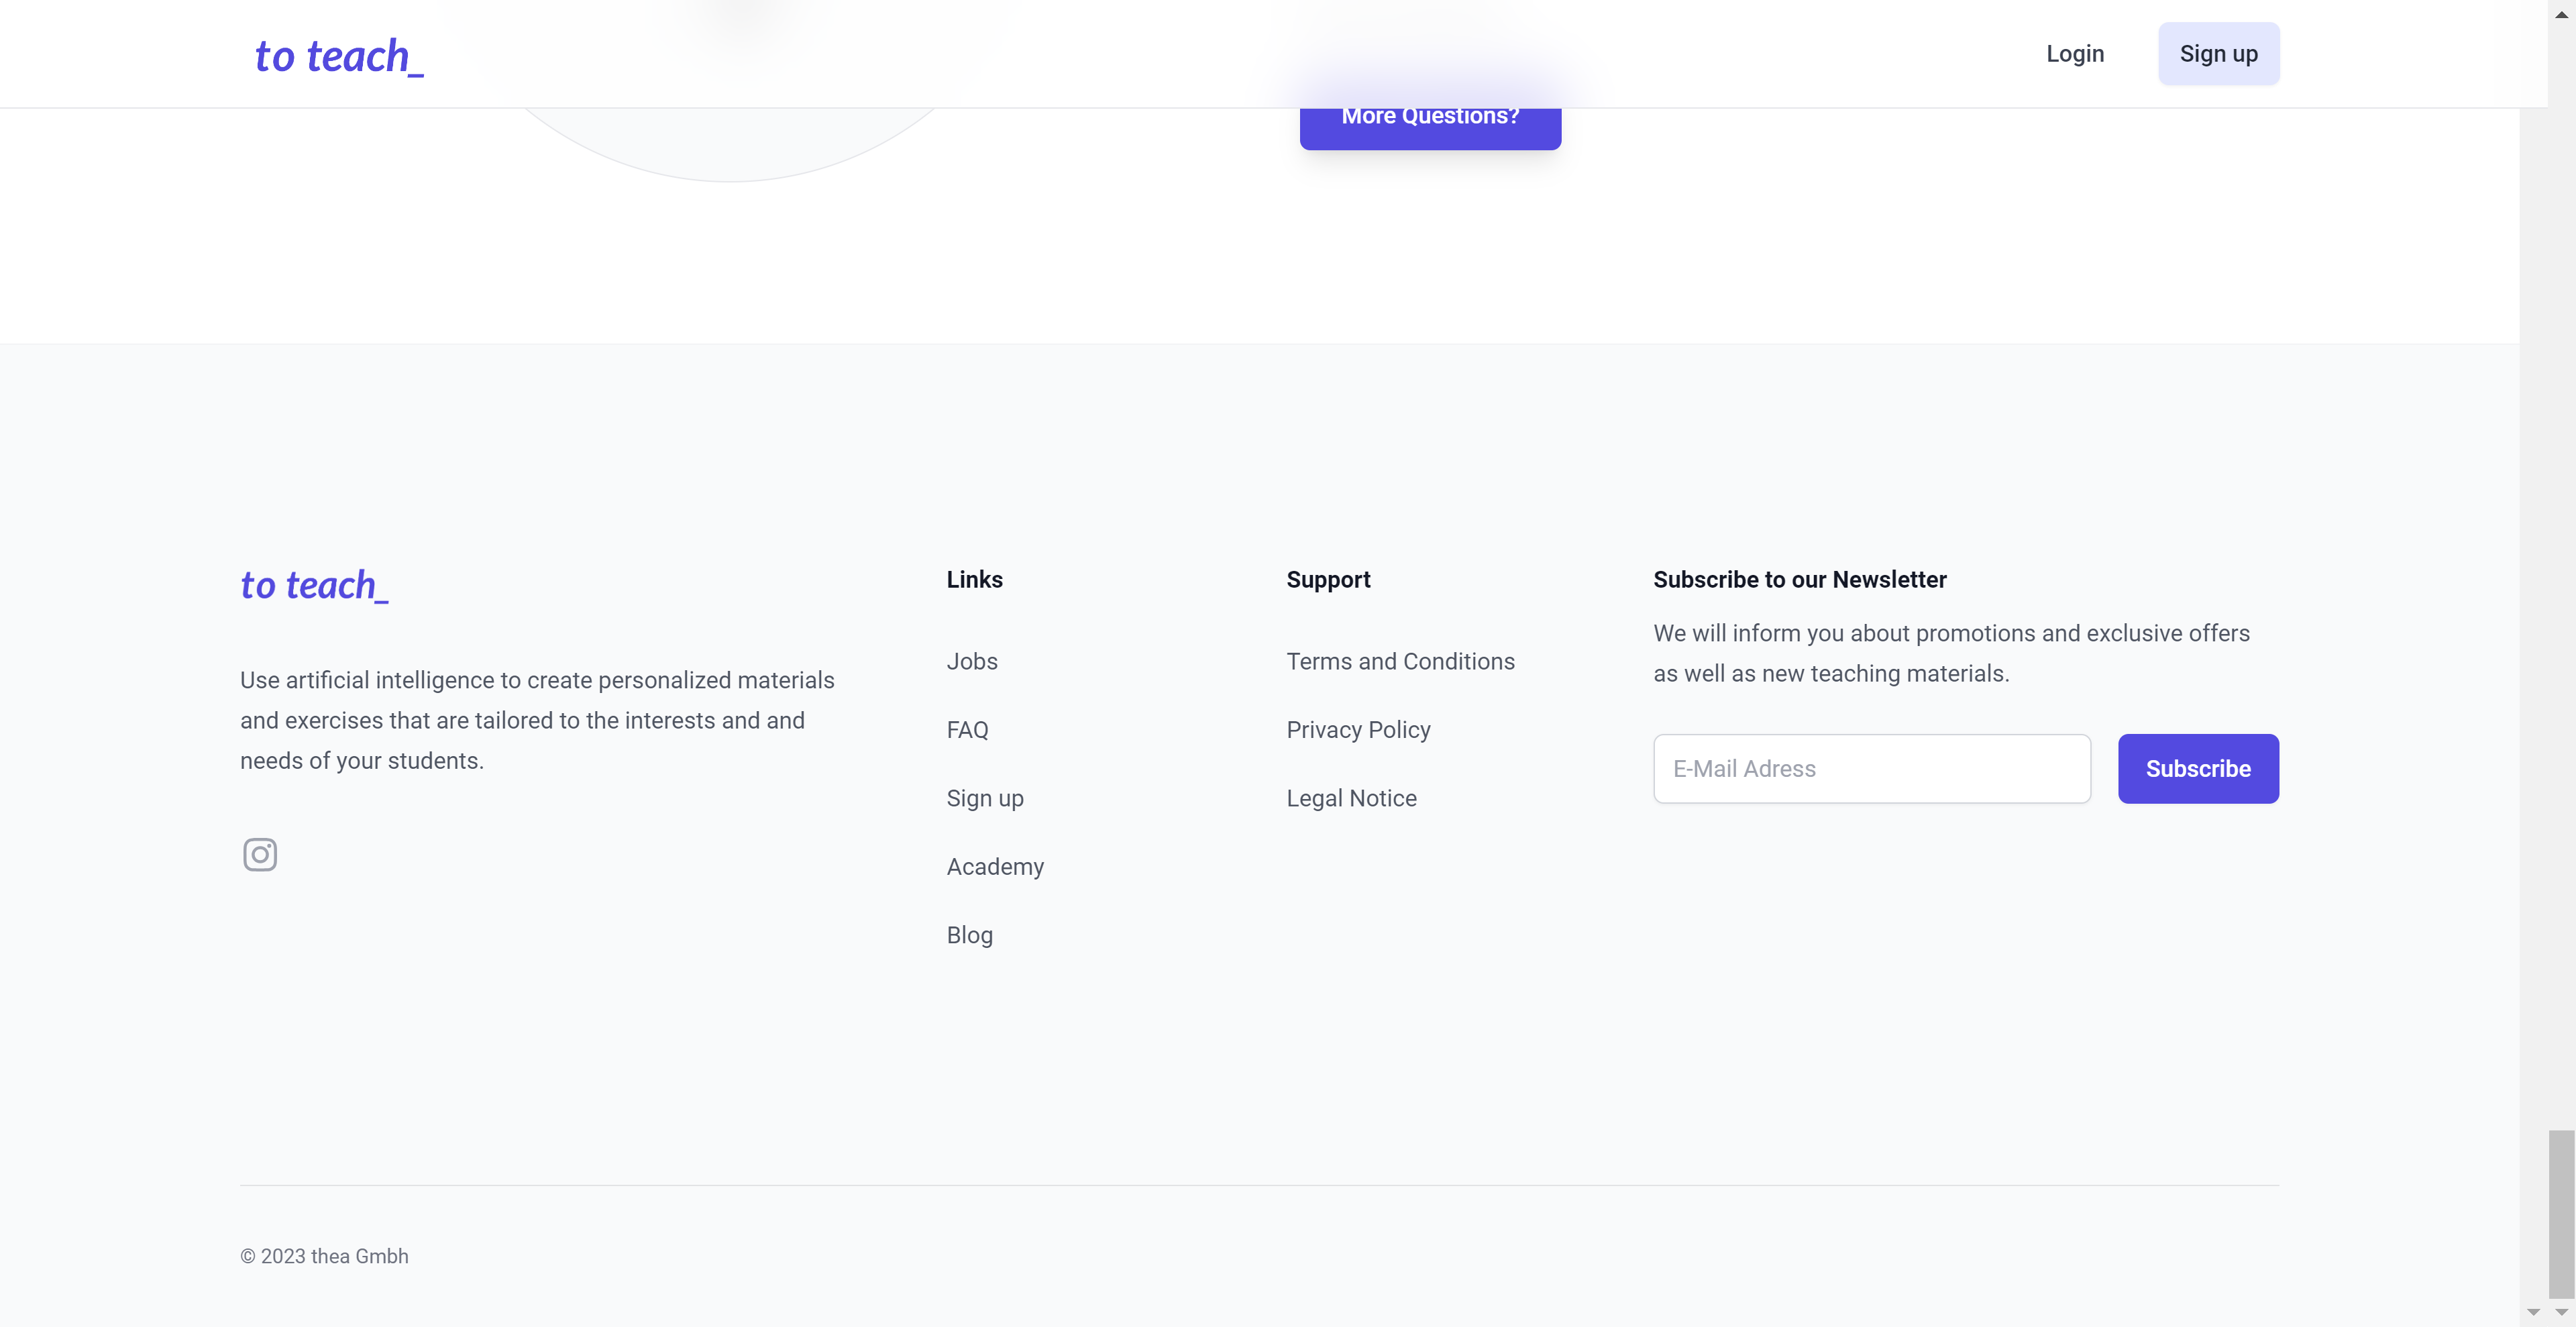 to teach_
Login
Sign up
More Questions?
to teach_
Use artificial intelligence to create personalized materials
and exercises that are tailored to the interests and and
needs of your students.
Links
Jobs
FAQ
Sign up
Academy
Blog
Support
Terms and Conditions
Privacy Policy
Legal Notice
Subscribe to our Newsletter
We will inform you about promotions and exclusive offers
as well as new teaching materials.
E-Mail Adress
Subscribe
© 2023 thea Gmbh